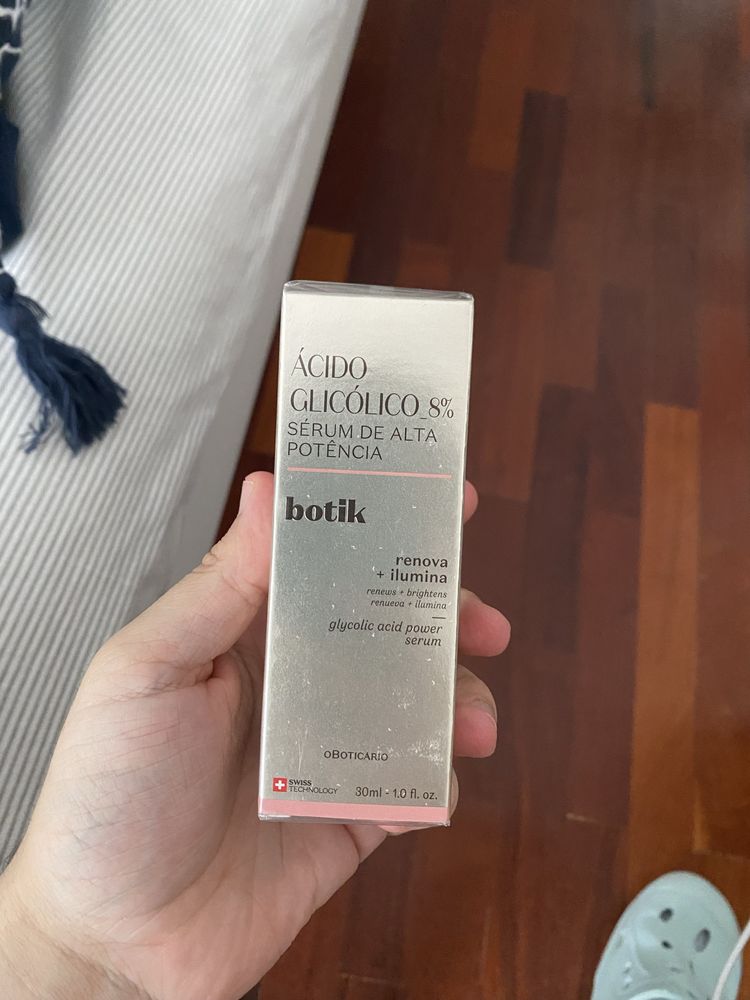 ÁCIDO
GLICÓLICO_8%
SÉRUM DE ALTA
POTÊNCIA
botik
renova
+ ilumina
renews + brightens
renueva + ilumina
glycolic acid power
serum
oBOTICÁRIO
SWISS
TECHNOLOGY
30ml - 1.0 fl. oz.